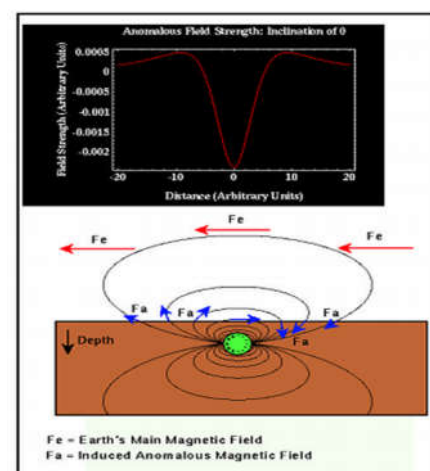 Anomalous Field Strength: Inclination of 0
Field Strength (Arbitrary Units)
0.0005
0
-0.0005
-0.001
-0.0015
-0.002
-20 -10 0 10 20
Distance (Arbitrary Units)
Fe
Fe Fe
Fa Fa Fa
Fa
Depth
Fe = Earth's Main Magnetic Field
Fa = Induced Anomalous Magnetic Field